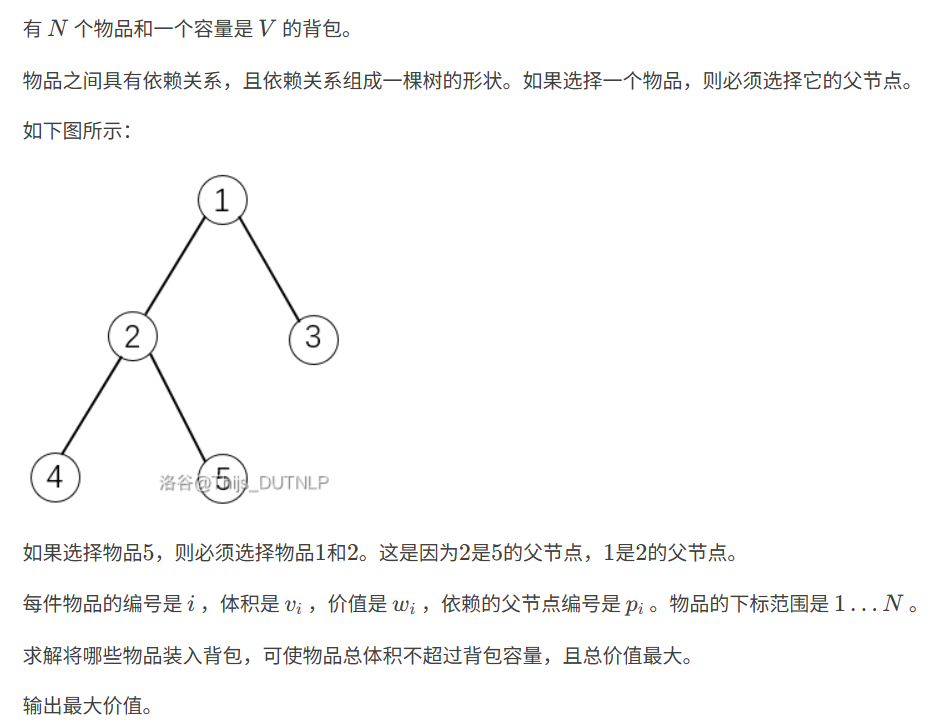 有 N 个物品和一个容量是 V 的背包。
物品之间具有依赖关系，且依赖关系组成一棵树的形状。如果选择一个物品，则必须选择它的父节点。
如下图所示：
1
2
3
4
5
洛谷@Thijs_DUTNLP
如果选择物品5，则必须选择物品1和2。这是因为2是5的父节点，1是2的父节点。
每件物品的编号是 i ，体积是 vᵢ ，价值是 wᵢ ，依赖的父节点编号是 pᵢ 。物品的下标范围是 1…N 。
求解将哪些物品装入背包，可使物品总体积不超过背包容量，且总价值最大。
输出最大价值。